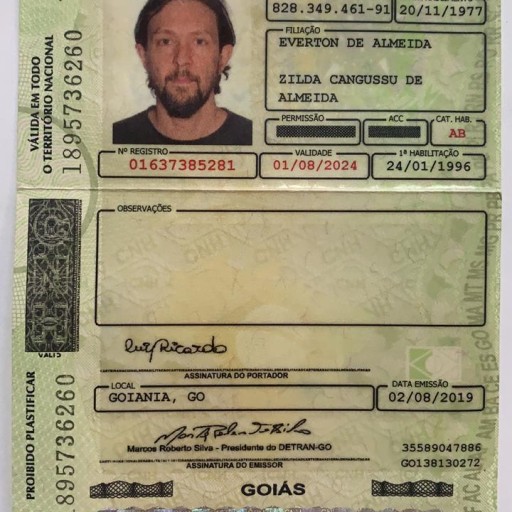 828.349.461-91 20/11/1977
FILIAÇÃO
EVERTON DE ALMEIDA
ZILDA CANGUSSU DE
ALMEIDA
PERMISSÃO ACC CAT. HAB.
AB
Nº REGISTRO VALIDADE 1ª HABILITAÇÃO
01637385281 01/08/2024 24/01/1996
VÁLIDA EM TODO
O TERRITÓRIO NACIONAL
1895736260
OBSERVAÇÕES
Luiz Ricardo
ASSINATURA DO PORTADOR
LOCAL DATA EMISSÃO
GOIANIA, GO 02/08/2019
Marcos Roberto Silva - Presidente do DETRAN-GO
35589047886
GO138130272
ASSINATURA DO EMISSOR
GOIÁS
PROIBIDO PLASTIFICAR
1895736260